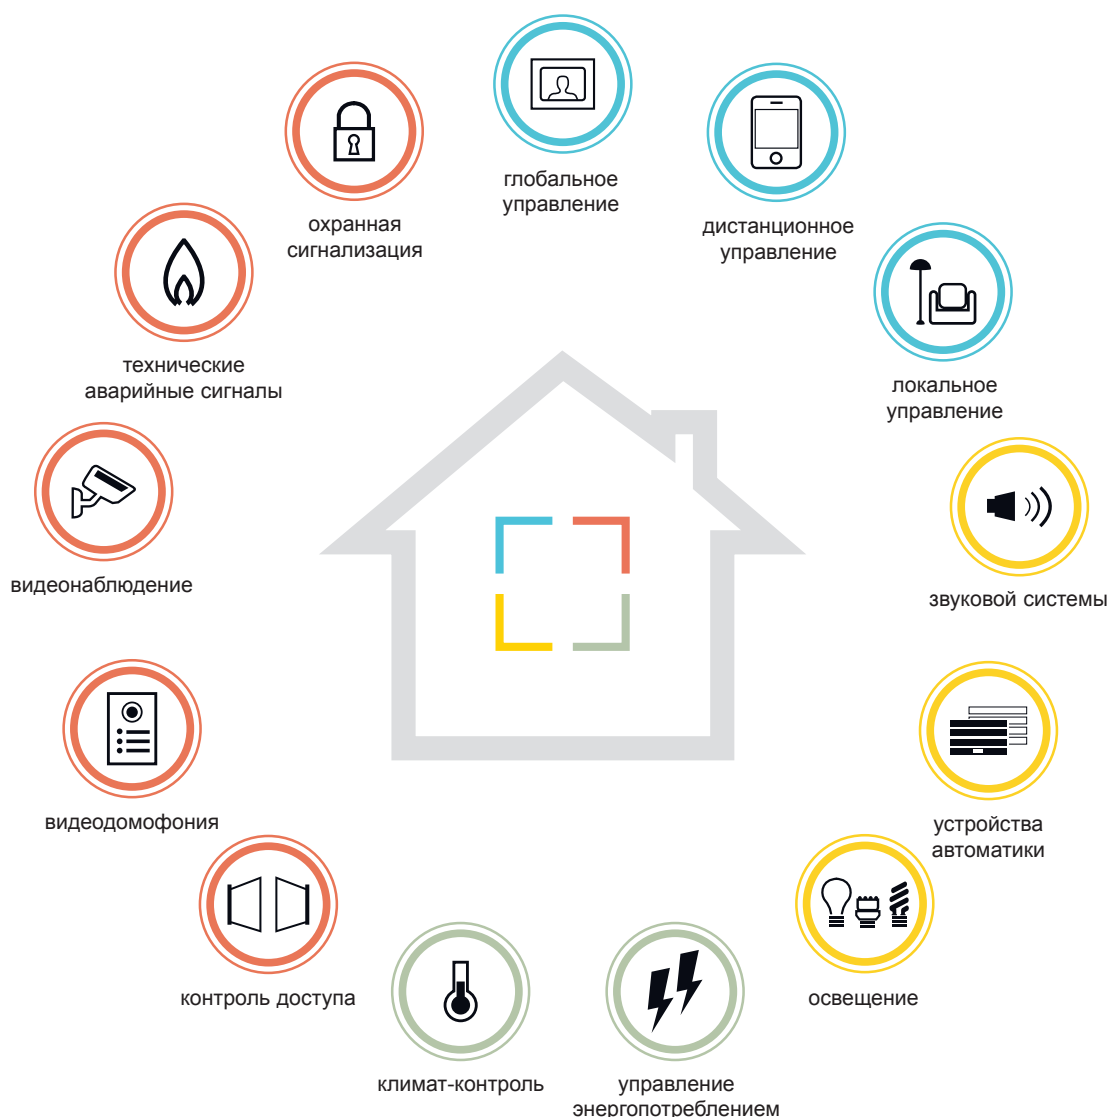 глобальное
управление
дистанционное
управление
локальное
управление
звуковой системы
устройства
автоматики
освещение
управление
энергопотреблением
климат-контроль
контроль доступа
видеодомофония
видеонаблюдение
технические
аварийные сигналы
охранная
сигнализация